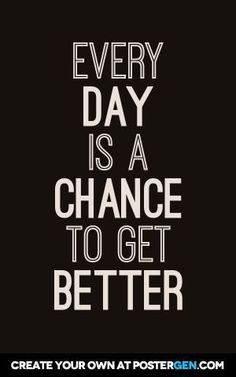 EVERY
DAY
IS A
CHANCE
TO GET
BETTER
CREATE YOUR OWN AT POSTERGEN.COM